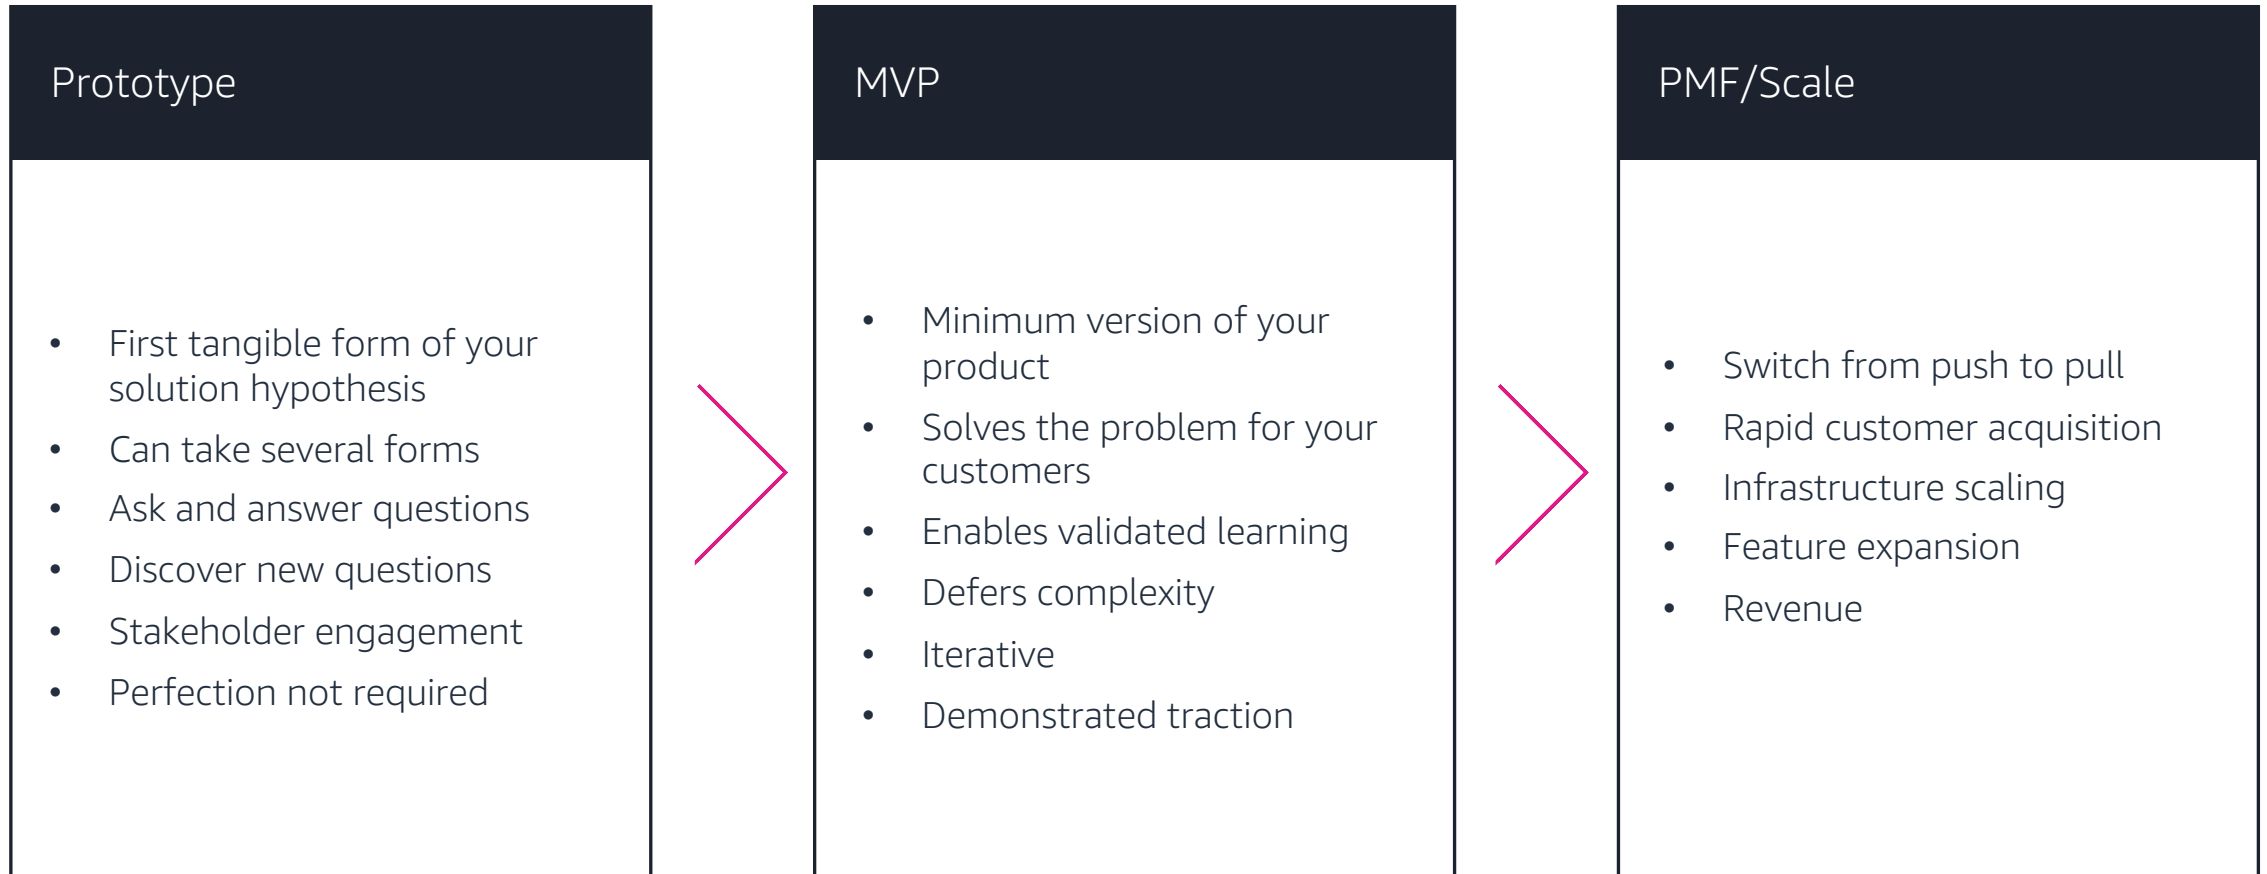 Prototype
• First tangible form of your
solution hypothesis
• Can take several forms
• Ask and answer questions
• Discover new questions
• Stakeholder engagement
• Perfection not required
MVP
• Minimum version of your
product
• Solves the problem for your
customers
• Enables validated learning
• Defers complexity
• Iterative
• Demonstrated traction
PMF/Scale
• Switch from push to pull
• Rapid customer acquisition
• Infrastructure scaling
• Feature expansion
• Revenue